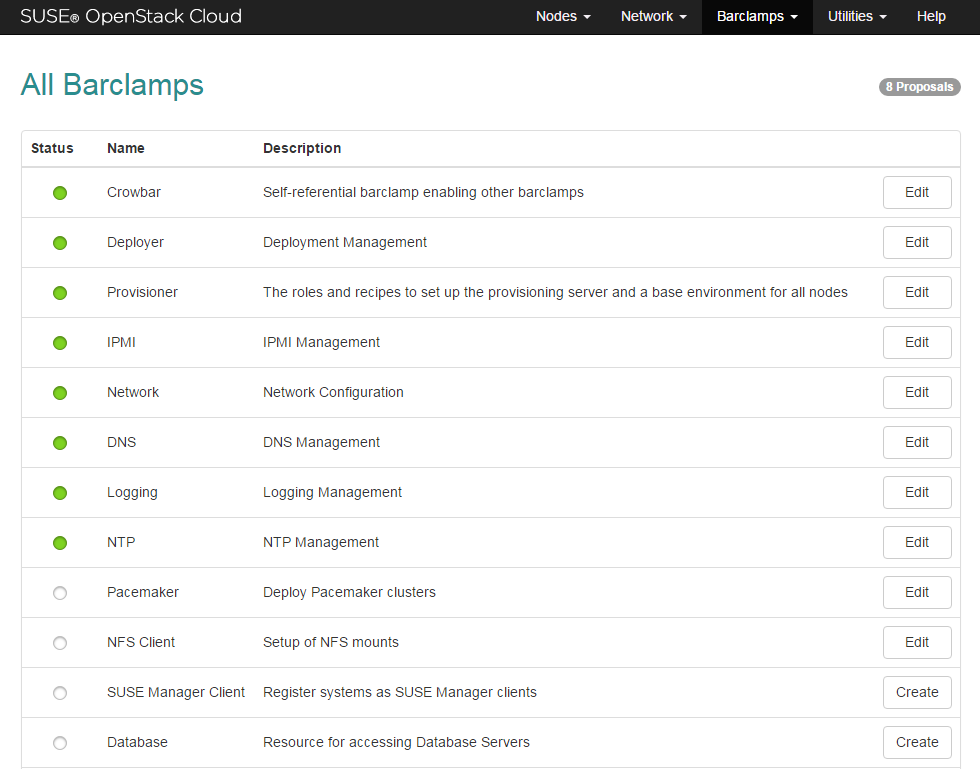 SUSE® OpenStack Cloud Nodes Network Barclamps Utilities Help
All Barclamps 8 Proposals
Status Name Description
Crowbar Self-referential barclamp enabling other barclamps Edit
Deployer Deployment Management Edit
Provisioner The roles and recipes to set up the provisioning server and a base environment for all nodes Edit
IPMI IPMI Management Edit
Network Network Configuration Edit
DNS DNS Management Edit
Logging Logging Management Edit
NTP NTP Management Edit
Pacemaker Deploy Pacemaker clusters Edit
NFS Client Setup of NFS mounts Edit
SUSE Manager Client Register systems as SUSE Manager clients Create
Database Resource for accessing Database Servers Create